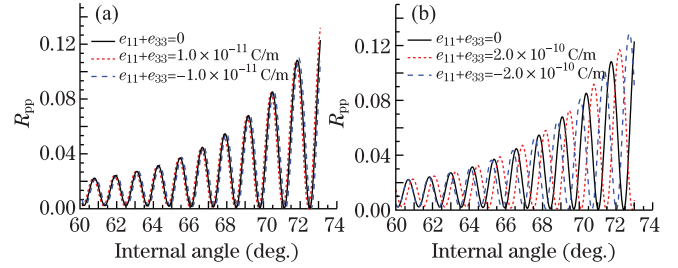 (a)
e11+e33=0
e11+e33=1.0×10−11 C/m
e11+e33=−1.0×10−11 C/m
Rpp
0.12
0.08
0.04
0.00
60 62 64 66 68 70 72 74
Internal angle (deg.)
(b)
e11+e33=0
e11+e33=2.0×10−10 C/m
e11+e33=−2.0×10−10 C/m
Rpp
0.12
0.08
0.04
0.00
60 62 64 66 68 70 72 74
Internal angle (deg.)